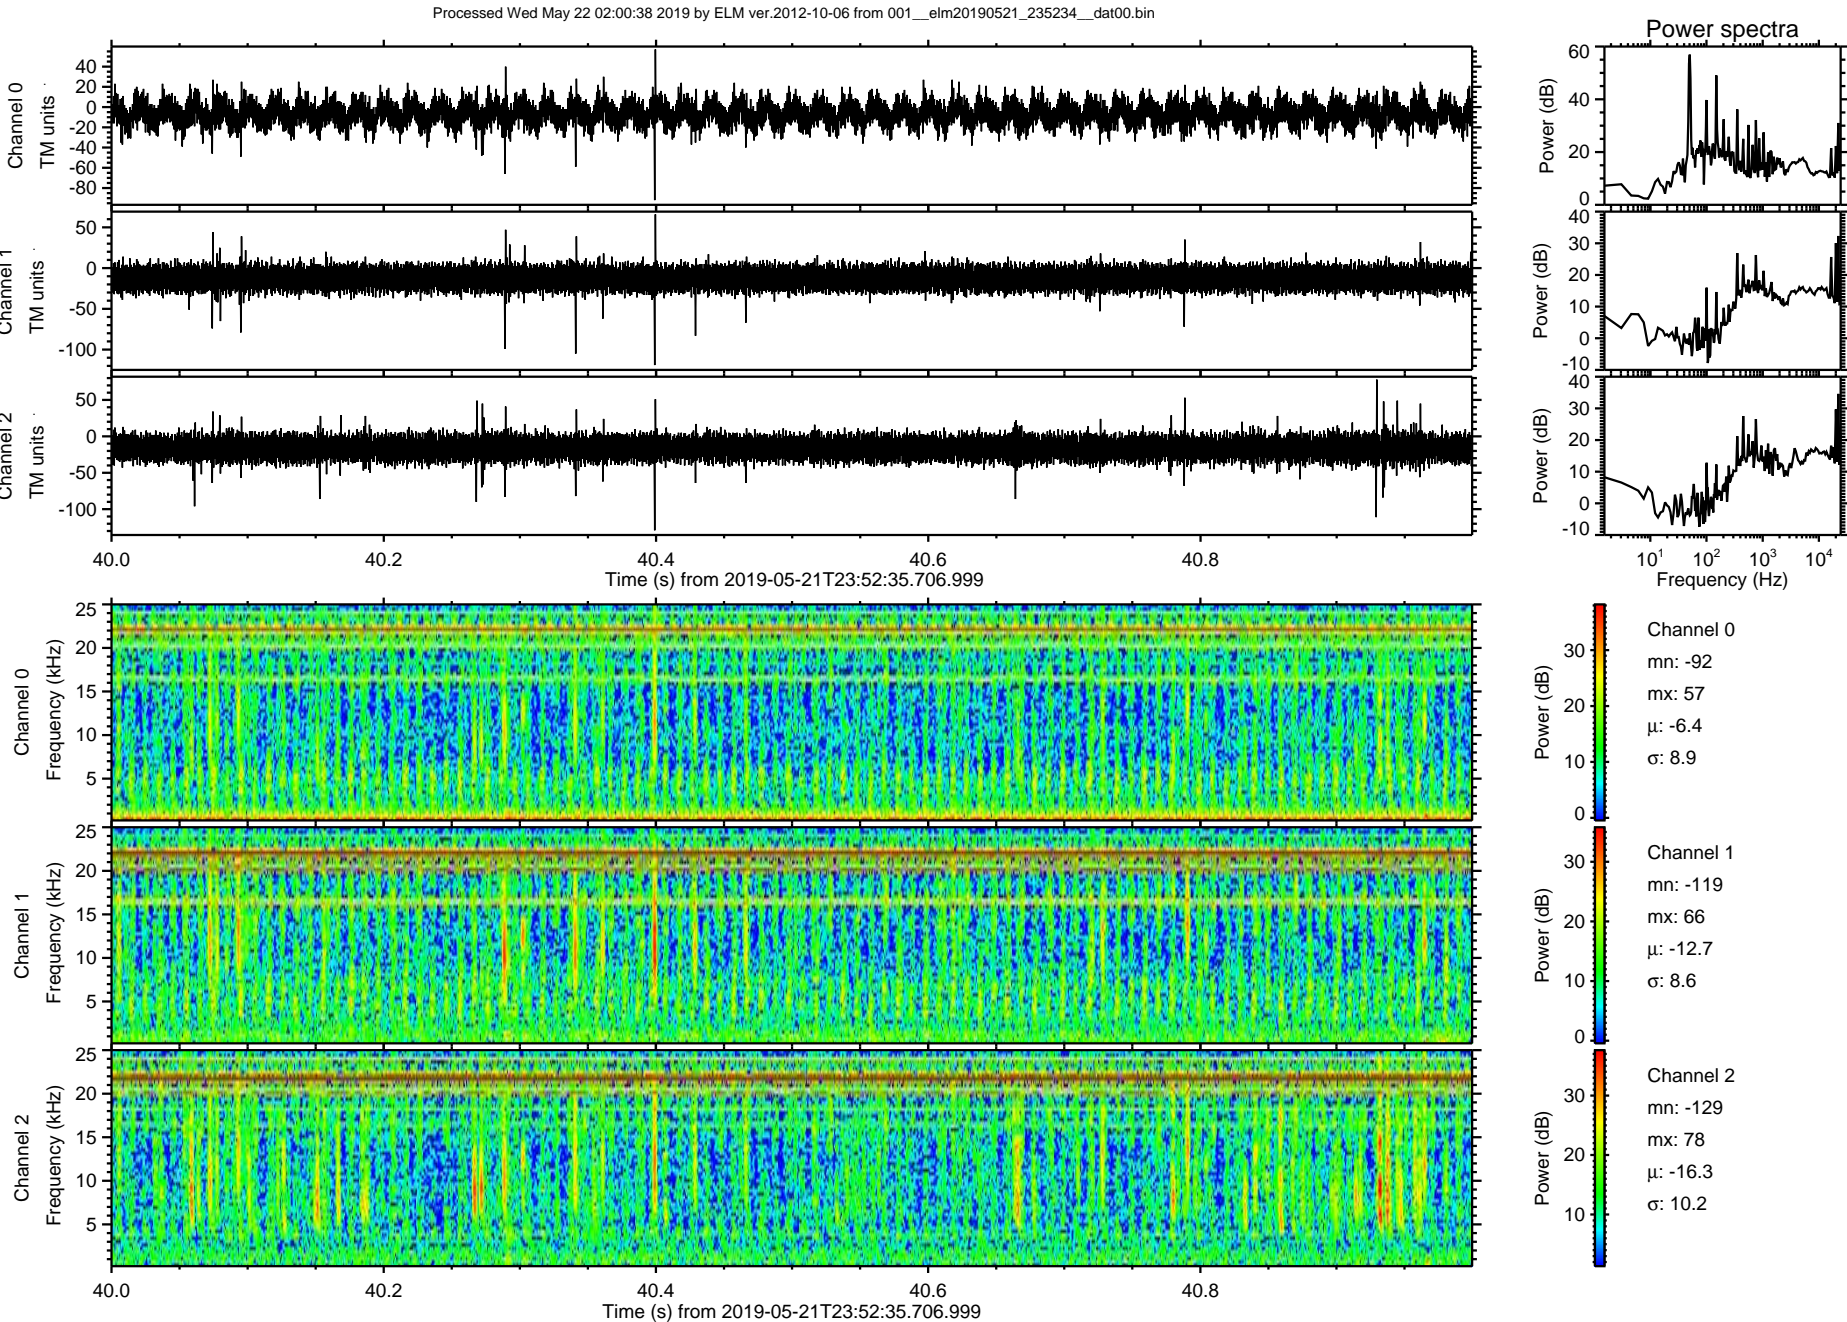 Processed Wed May 22 02:00:38 2019 by ELM ver.2012-10-06 from 001__elm20190521_235234__dat00.bin
Power spectra
Channel 0
TM units
40
20
0
-20
-40
-60
-80
Power (dB)
60
40
20
0
Channel 1
TM units
50
0
-50
-100
Power (dB)
40
30
20
10
0
-10
Channel 2
TM units
50
0
-50
-100
Power (dB)
40
30
20
10
0
-10
40.0 40.2 40.4 40.6 40.8
Time (s) from 2019-05-21T23:52:35.706.999
10^1 10^2 10^3 10^4
Frequency (Hz)
Channel 0
Frequency (kHz)
25
20
15
10
5
Power (dB)
30
20
10
0
Channel 0
mn: -92
mx: 57
μ: -6.4
σ: 8.9
Channel 1
Frequency (kHz)
25
20
15
10
5
Power (dB)
30
20
10
0
Channel 1
mn: -119
mx: 66
μ: -12.7
σ: 8.6
Channel 2
Frequency (kHz)
25
20
15
10
5
Power (dB)
30
20
10
Channel 2
mn: -129
mx: 78
μ: -16.3
σ: 10.2
40.0 40.2 40.4 40.6 40.8
Time (s) from 2019-05-21T23:52:35.706.999